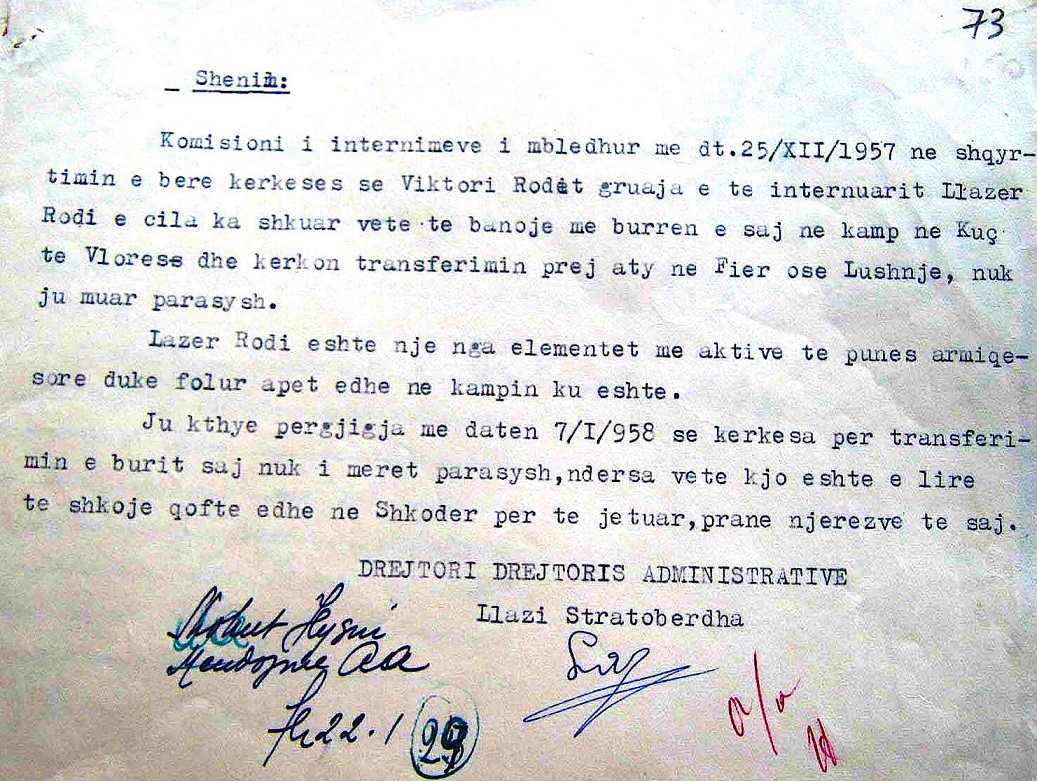 73
_ Shenim:
Komisioni i internimeve i mbledhur me dt.25/XII/1957 ne shqyr-
timin e bere kerkeses se Viktori Rodit gruaja e te internuarit Llazer
Rodi e cila ka shkuar vete te banoje me burren e saj ne kamp ne Kuç
te Vlores dhe kerkon transferimin prej aty ne Fier ose Lushnje, nuk
ju muar parasysh.
Lazer Rodi eshte nje nga elementet me aktive te punes armiqe-
sore duke folur apet edhe ne kampin ku eshte.
Ju kthye pergjigja me daten 7/I/958 se kerkesa per transferi-
min e burit saj nuk i meret parasysh,ndersa vete kjo eshte e lire
te shkoje qofte edhe ne Shkoder per te jetuar,prane njerezve te saj.
DREJTORI DREJTORIS ADMINISTRATIVE
Llazi Stratoberdha
Hysni
22.1
a/a